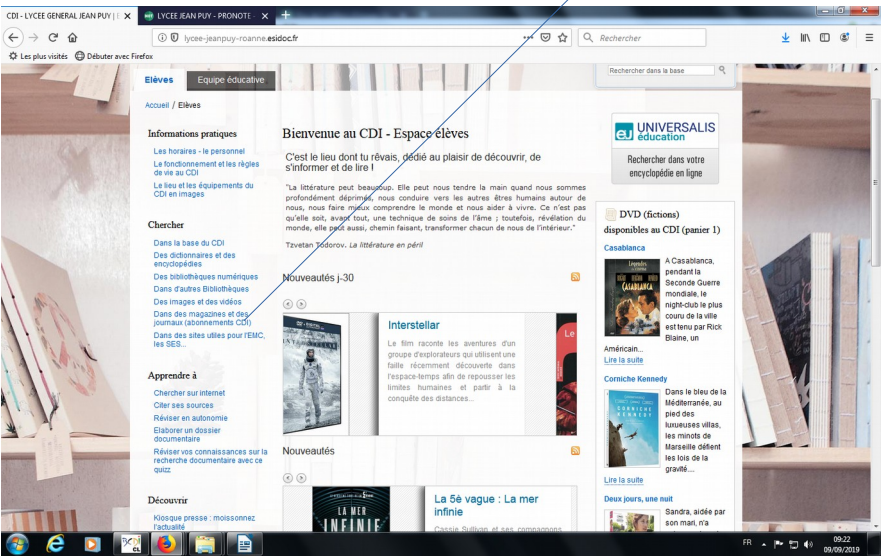 CDI - LYCEE GENERAL JEAN PUY | E
LYCEE JEAN PUY - PRONOTE -
lycee-jeanpuy-roanne.esidoc.fr
Rechercher
Les plus visités
Débuter avec Firefox
Elèves
Equipe éducative
Rechercher dans la base
Accueil / Elèves
Informations pratiques
Les horaires - le personnel
Le fonctionnement et les règles
de vie au CDI
Le lieu et les équipements du
CDI en images
Chercher
Dans la base du CDI
Des dictionnaires et des
encyclopédies
Des bibliothèques numériques
Dans d'autres Bibliothèques
Des images et des vidéos
Dans des magazines et des
journaux (abonnements CDI)
Dans des sites utiles pour l'EMC,
les SES...
Apprendre à
Chercher sur internet
Citer ses sources
Réviser en autonomie
Elaborer un dossier
documentaire
Réviser vos connaissances sur la
recherche documentaire avec ce
quizz
Découvrir
Kiosque presse : moissonnez
l'actualité
Bienvenue au CDI - Espace élèves
C'est le lieu dont tu rêvais, dédié au plaisir de découvrir, de
s'informer et de lire !
"La littérature peut beaucoup. Elle peut nous tendre la main quand nous sommes
profondément déprimés, nous conduire vers les autres êtres humains autour de
nous, nous faire mieux comprendre le monde et nous aider à vivre. Ce n'est pas
qu'elle soit, avant tout, une technique de soins de l'âme ; toutefois, révélation du
monde, elle peut aussi, chemin faisant, transformer chacun de nous de l'intérieur."
Tzvetan Todorov. La littérature en péril
Nouveautés j-30
Interstellar
Le film raconte les aventures d'un
groupe d'explorateurs qui utilisent une
faille récemment découverte dans
l'espace-temps afin de repousser les
limites humaines et partir à la
conquête des distances...
Le
Nouveautés
LA MER
INFINIE
La 5è vague : La mer
infinie
Cassie Sullivan et ses compagnons
eu UNIVERSALIS
éducation
Rechercher dans votre
encyclopédie en ligne
DVD (fictions)
disponibles au CDI (panier 1)
Casablanca
CASABLANCA
A Casablanca,
pendant la
Seconde Guerre
mondiale, le
night-club le plus
couru de la ville
est tenu par Rick
Blaine, un
Américain...
Lire la suite
Corniche Kennedy
CORNICHE
KENNEDY
Dans le bleu de la
Méditerranée, au
pied des
luxueuses villas,
les minots de
Marseille défient
les lois de la
gravité....
Lire la suite
Deux jours, une nuit
Sandra, aidée par
son mari, n'a
FR
09:22
09/09/2019